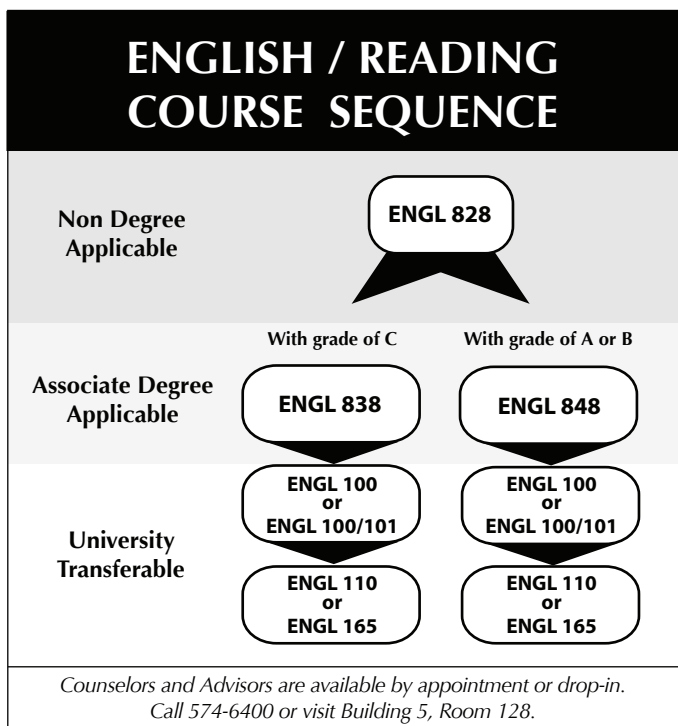 ENGLISH / READING
COURSE SEQUENCE
Non Degree
Applicable
ENGL 828
With grade of C
With grade of A or B
Associate Degree
Applicable
ENGL 838
ENGL 848
University
Transferable
ENGL 100
or
ENGL 100/101
ENGL 100
or
ENGL 100/101
ENGL 110
or
ENGL 165
ENGL 110
or
ENGL 165
Counselors and Advisors are available by appointment or drop-in.
Call 574-6400 or visit Building 5, Room 128.